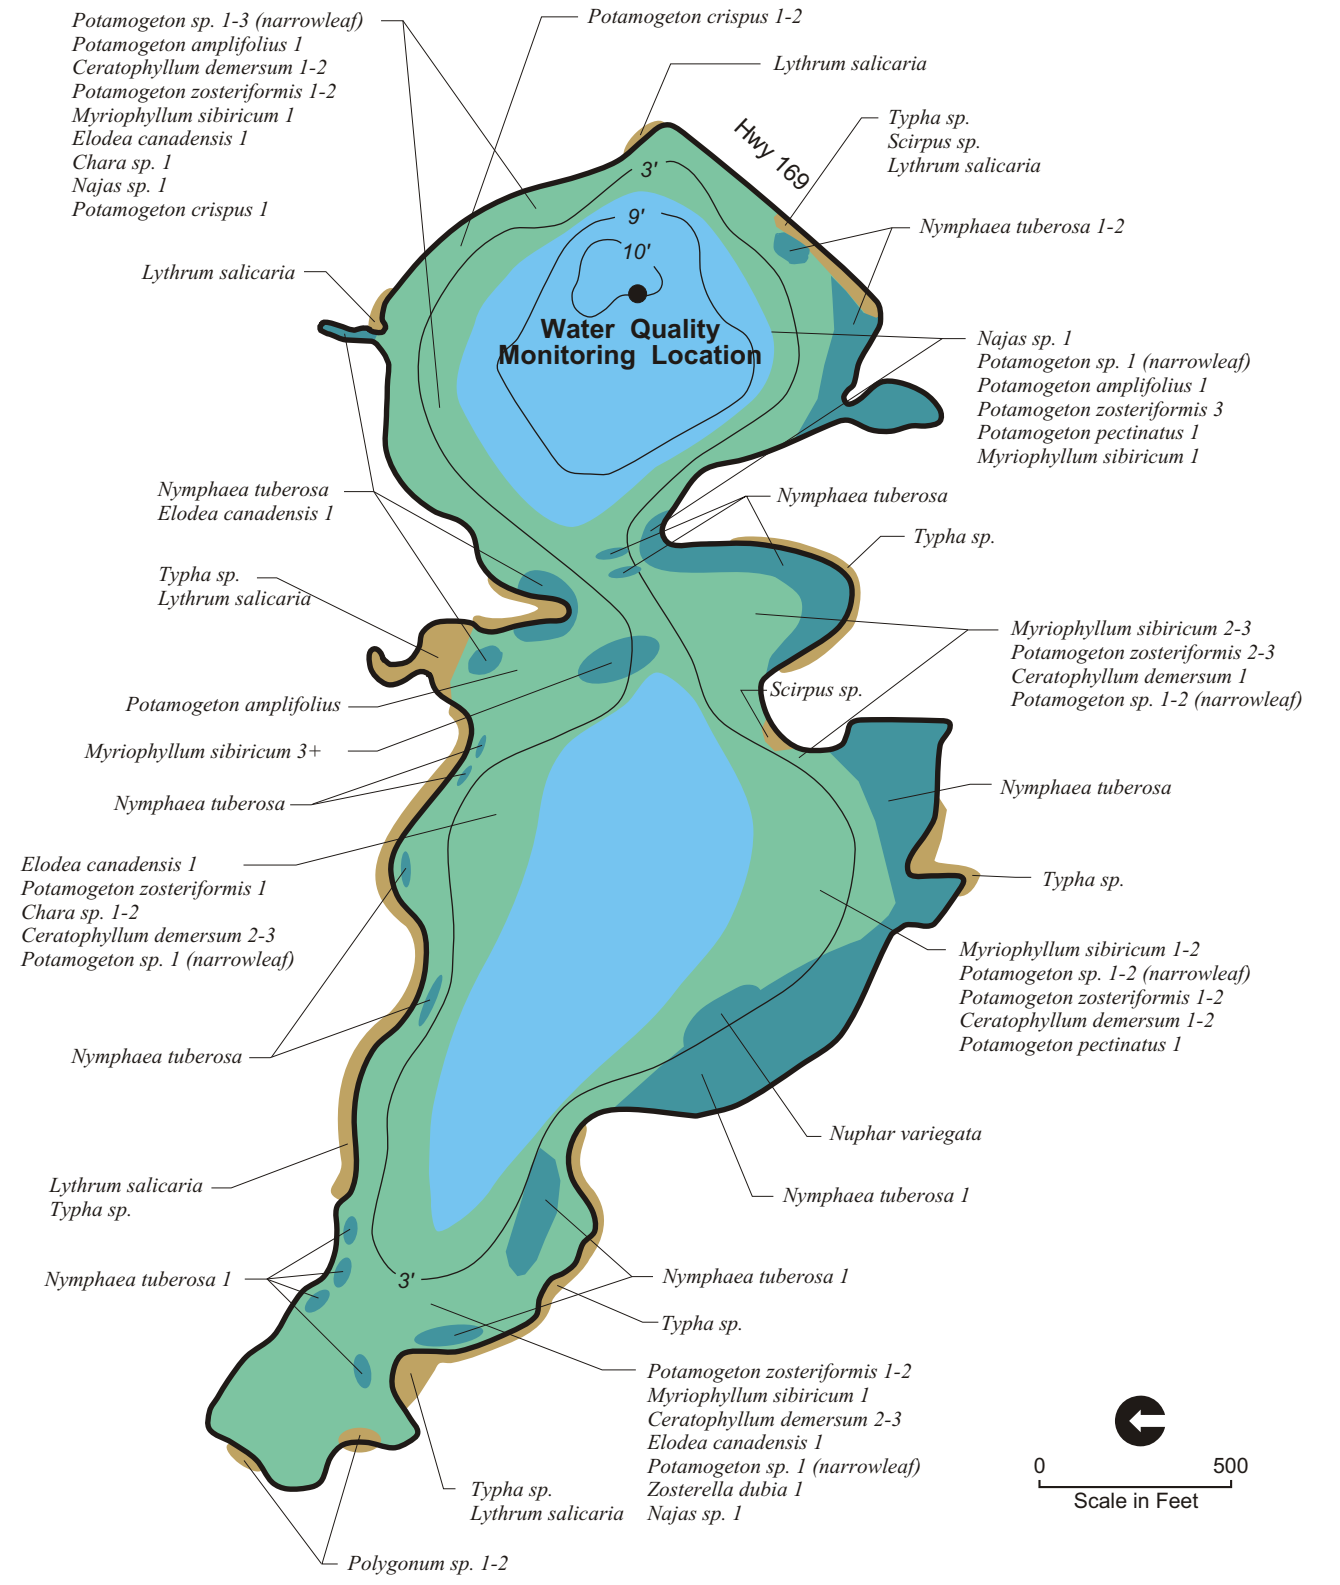 Potamogeton sp. 1-3 (narrowleaf)
Potamogeton amplifolius 1
Ceratophyllum demersum 1-2
Potamogeton zosteriformis 1-2
Myriophyllum sibiricum 1
Elodea canadensis 1
Chara sp. 1
Najas sp. 1
Potamogeton crispus 1
Potamogeton crispus 1-2
Lythrum salicaria
Hwy 169
Typha sp.
Scirpus sp.
Lythrum salicaria
Nymphaea tuberosa 1-2
3'
9'
10'
Water Quality
Monitoring Location
Lythrum salicaria
Najas sp. 1
Potamogeton sp. 1 (narrowleaf)
Potamogeton amplifolius 1
Potamogeton zosteriformis 3
Potamogeton pectinatus 1
Myriophyllum sibiricum 1
Nymphaea tuberosa
Elodea canadensis 1
Nymphaea tuberosa
Typha sp.
Typha sp.
Lythrum salicaria
Myriophyllum sibiricum 2-3
Potamogeton zosteriformis 2-3
Ceratophyllum demersum 1
Potamogeton sp. 1-2 (narrowleaf)
Scirpus sp.
Potamogeton amplifolius
Myriophyllum sibiricum 3+
Nymphaea tuberosa
Nymphaea tuberosa
Elodea canadensis 1
Potamogeton zosteriformis 1
Chara sp. 1-2
Ceratophyllum demersum 2-3
Potamogeton sp. 1 (narrowleaf)
Typha sp.
Myriophyllum sibiricum 1-2
Potamogeton sp. 1-2 (narrowleaf)
Potamogeton zosteriformis 1-2
Ceratophyllum demersum 1-2
Potamogeton pectinatus 1
Nymphaea tuberosa
Nuphar variegata
Nymphaea tuberosa 1
Lythrum salicaria
Typha sp.
Nymphaea tuberosa 1
3'
Nymphaea tuberosa 1
Typha sp.
Potamogeton zosteriformis 1-2
Myriophyllum sibiricum 1
Ceratophyllum demersum 2-3
Elodea canadensis 1
Potamogeton sp. 1 (narrowleaf)
Zosterella dubia 1
Najas sp. 1
Typha sp.
Lythrum salicaria
Polygonum sp. 1-2
0 500
Scale in Feet